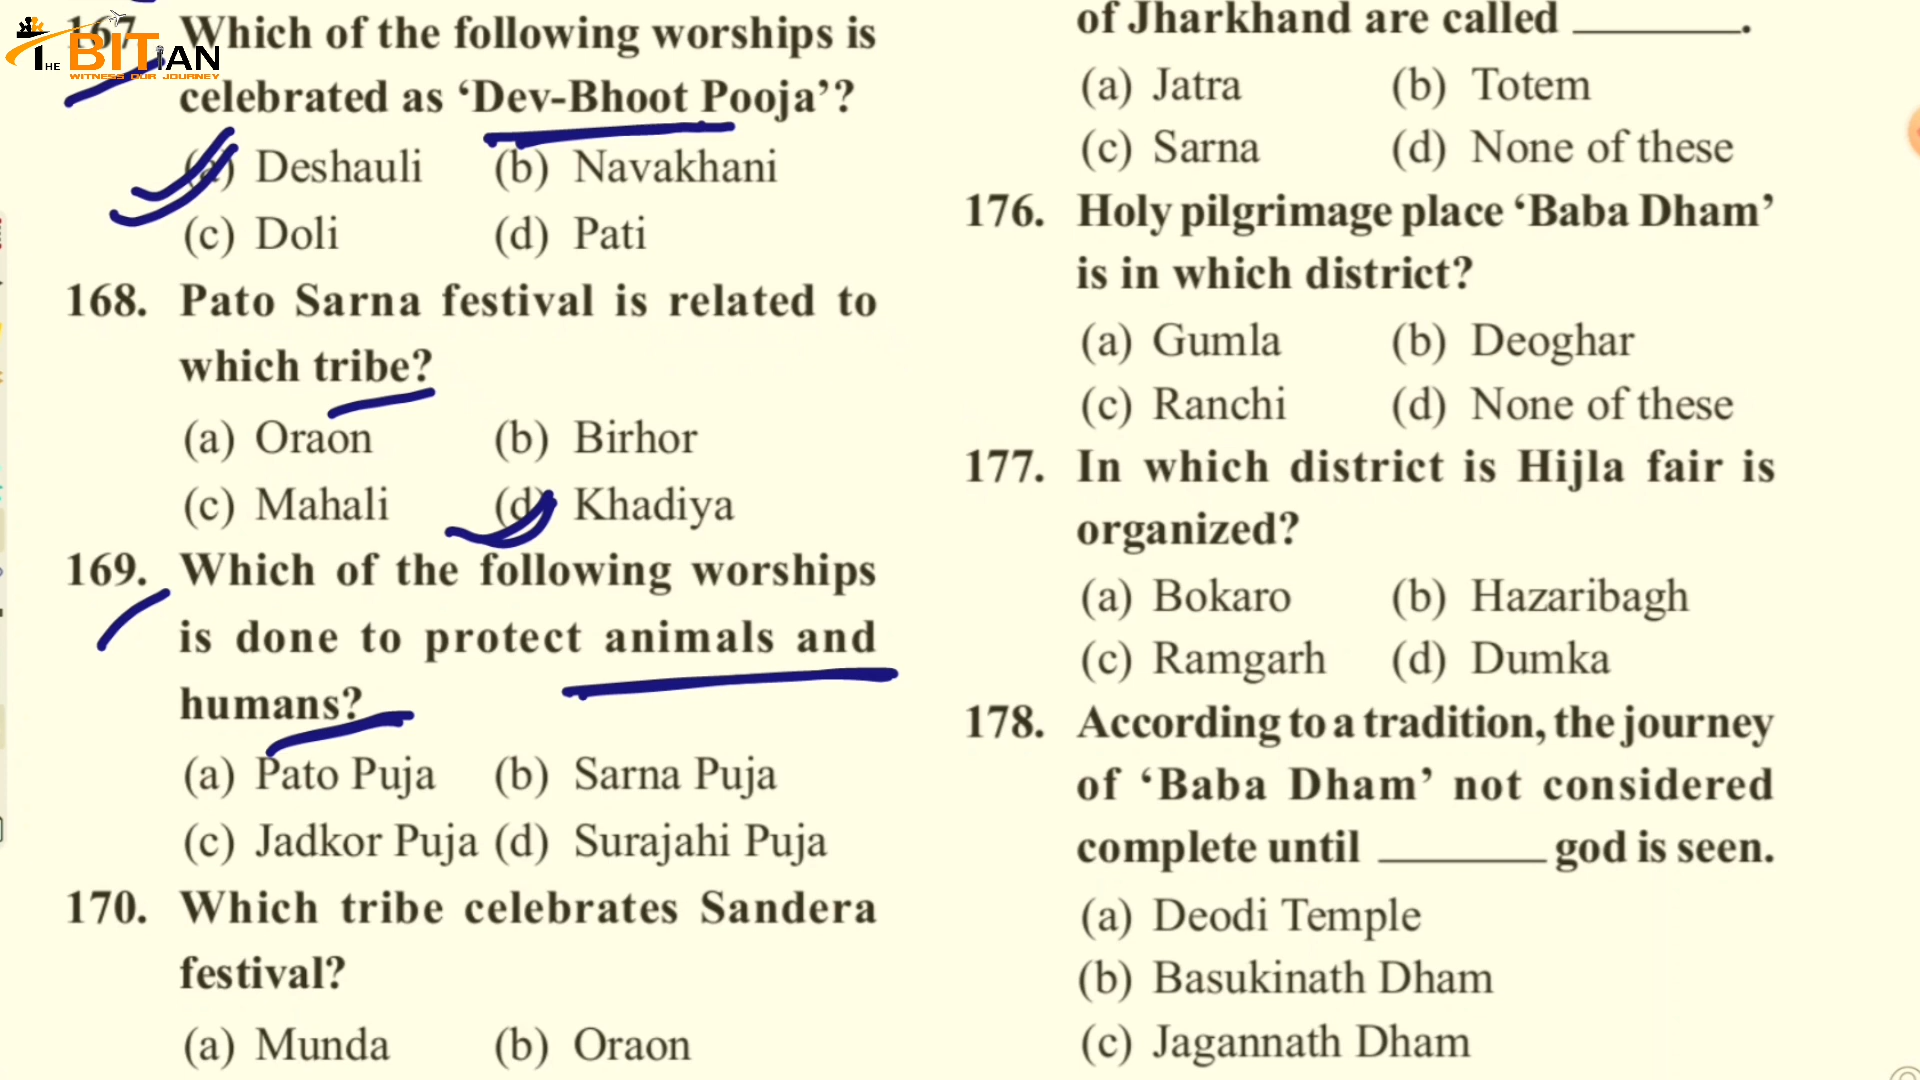 THE BITIAN
WITNESS OUR JOURNEY
167. Which of the following worships is
celebrated as ‘Dev-Bhoot Pooja’?
(a) Deshauli (b) Navakhani
(c) Doli (d) Pati
168. Pato Sarna festival is related to
which tribe?
(a) Oraon (b) Birhor
(c) Mahali (d) Khadiya
169. Which of the following worships
is done to protect animals and
humans?
(a) Pato Puja (b) Sarna Puja
(c) Jadkor Puja (d) Surajahi Puja
170. Which tribe celebrates Sandera
festival?
(a) Munda (b) Oraon
of Jharkhand are called ______.
(a) Jatra (b) Totem
(c) Sarna (d) None of these
176. Holy pilgrimage place ‘Baba Dham’
is in which district?
(a) Gumla (b) Deoghar
(c) Ranchi (d) None of these
177. In which district is Hijla fair is
organized?
(a) Bokaro (b) Hazaribagh
(c) Ramgarh (d) Dumka
178. According to a tradition, the journey
of ‘Baba Dham’ not considered
complete until ______ god is seen.
(a) Deodi Temple
(b) Basukinath Dham
(c) Jagannath Dham